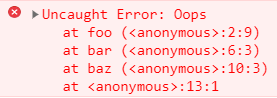 Uncaught Error: Oops
at foo (<anonymous>:2:9)
at bar (<anonymous>:6:3)
at baz (<anonymous>:10:3)
at <anonymous>:13:1